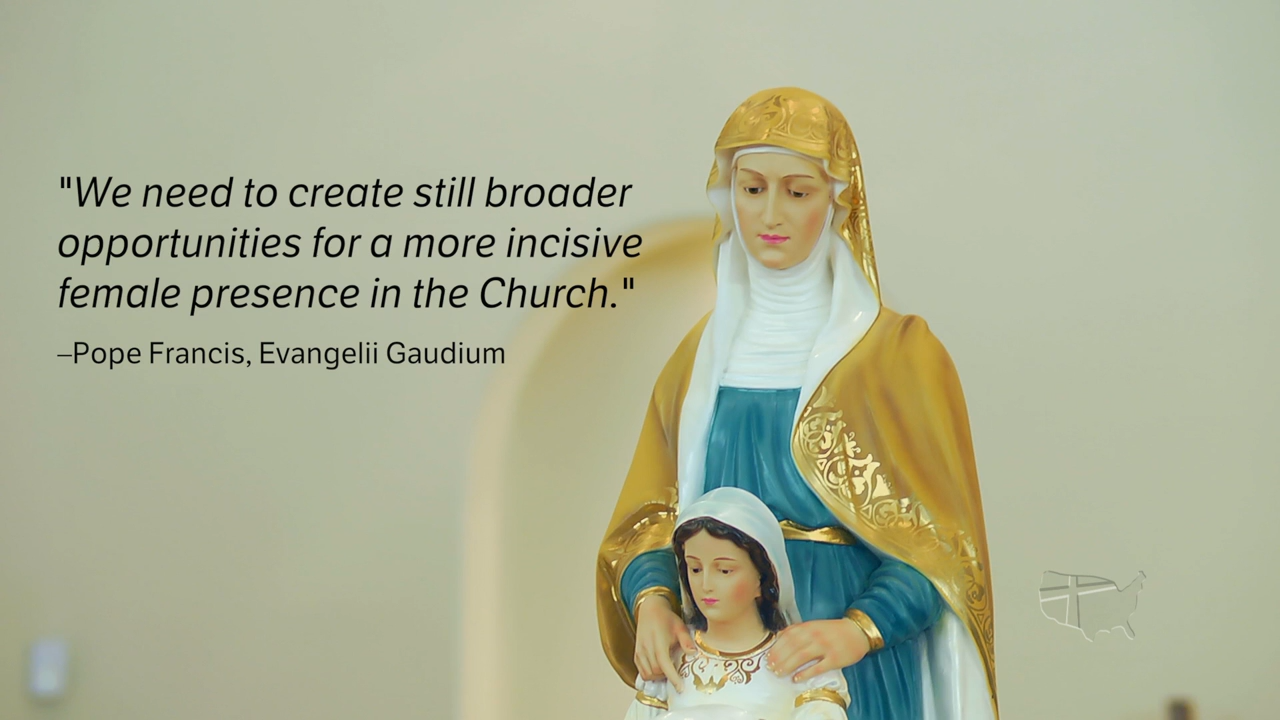 "We need to create still broader
opportunities for a more incisive
female presence in the Church."
–Pope Francis, Evangelii Gaudium